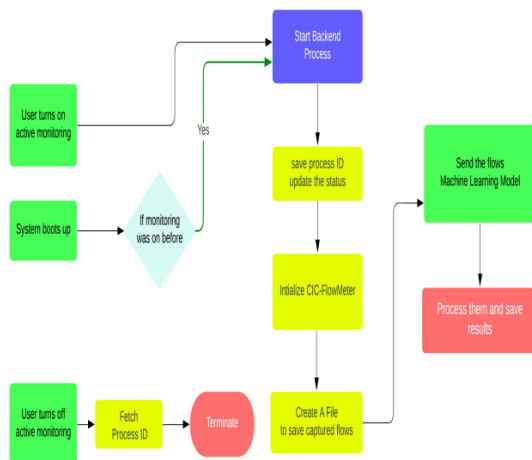 Start Backend
Process
User turns on
active monitoring
Yes
save process ID
update the status
Send the flows
Machine Learning Model
System boots up
If monitoring
was on before
Intialize CIC-FlowMeter
Process them and save
results
User turns off
active monitoring
Fetch
Process ID
Terminate
Create A File
to save captured flows